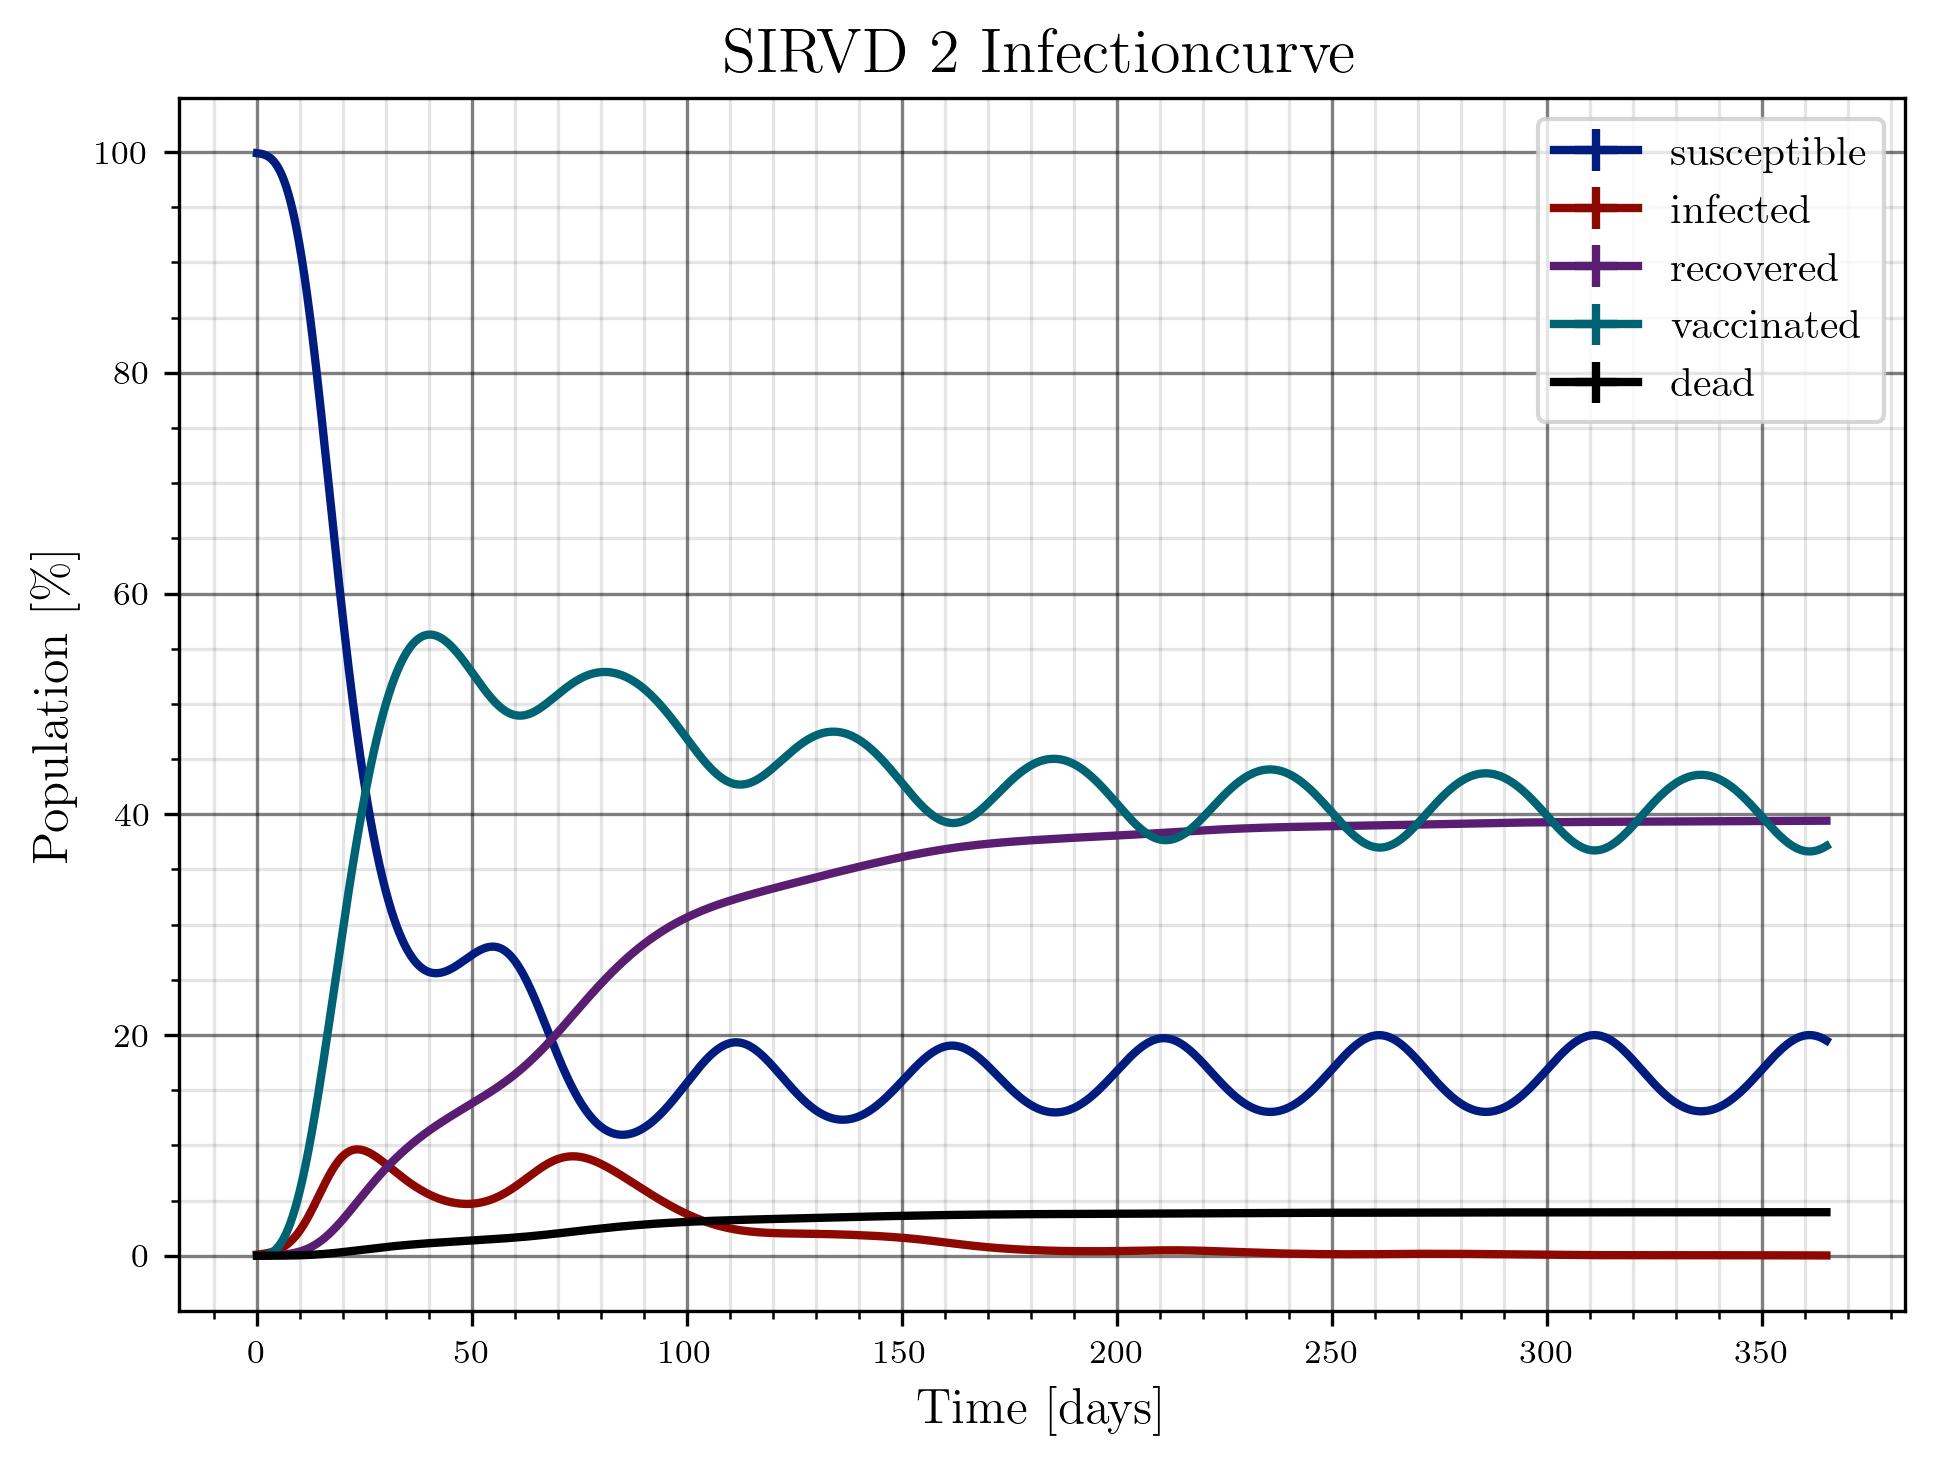 SIRVD 2 Infectioncurve
susceptible
infected
recovered
vaccinated
dead
Population [%]
100
80
60
40
20
0
0 50 100 150 200 250 300 350
Time [days]